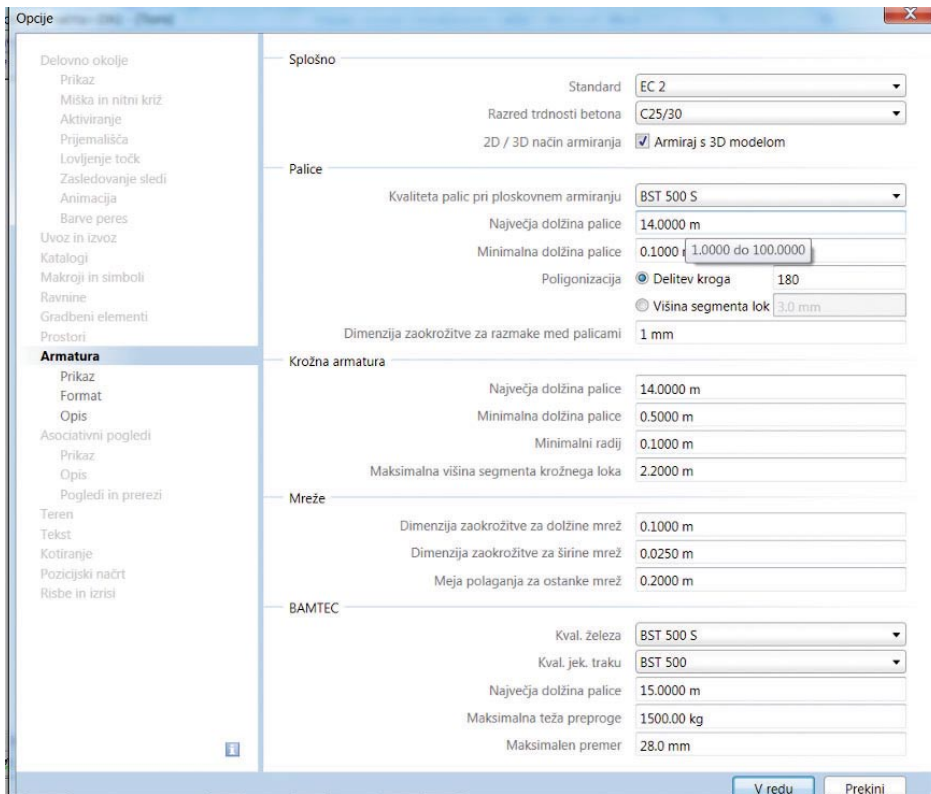 Opcije
Delovno okolje
Prikaz
Miška in nitni križ
Aktiviranje
Prijemališča
Lovljenje točk
Zasledovanje sledi
Animacija
Barve peres
Uvoz in izvoz
Katalogi
Makroji in simboli
Ravnine
Gradbeni elementi
Prostori
Armatura
Prikaz
Format
Opis
Asociativni pogledi
Prikaz
Opis
Pogledi in prerezi
Teren
Tekst
Kotiranje
Pozicijski načrt
Risbe in izrisi
Splošno
Standard EC 2
Razred trdnosti betona C25/30
2D / 3D način armiranja Armiraj s 3D modelom
Palice
Kvaliteta palic pri ploskovnem armiranju BST 500 S
Največja dolžina palice 14.0000 m
Minimalna dolžina palice 0.1000 1.0000 do 100.0000
Poligonizacija Delitev kroga 180
Višina segmenta lok 3.0 mm
Dimenzija zaokrožitve za razmake med palicami 1 mm
Krožna armatura
Največja dolžina palice 14.0000 m
Minimalna dolžina palice 0.5000 m
Minimalni radij 0.1000 m
Maksimalna višina segmenta krožnega loka 2.2000 m
Mreže
Dimenzija zaokrožitve za dolžine mrež 0.1000 m
Dimenzija zaokrožitve za širine mrež 0.0250 m
Meja polaganja za ostanke mrež 0.2000 m
BAMTEC
Kval. železa BST 500 S
Kval. jek. traku BST 500
Največja dolžina palice 15.0000 m
Maksimalna teža preproge 1500.00 kg
Maksimalen premer 28.0 mm
V redu Prekini